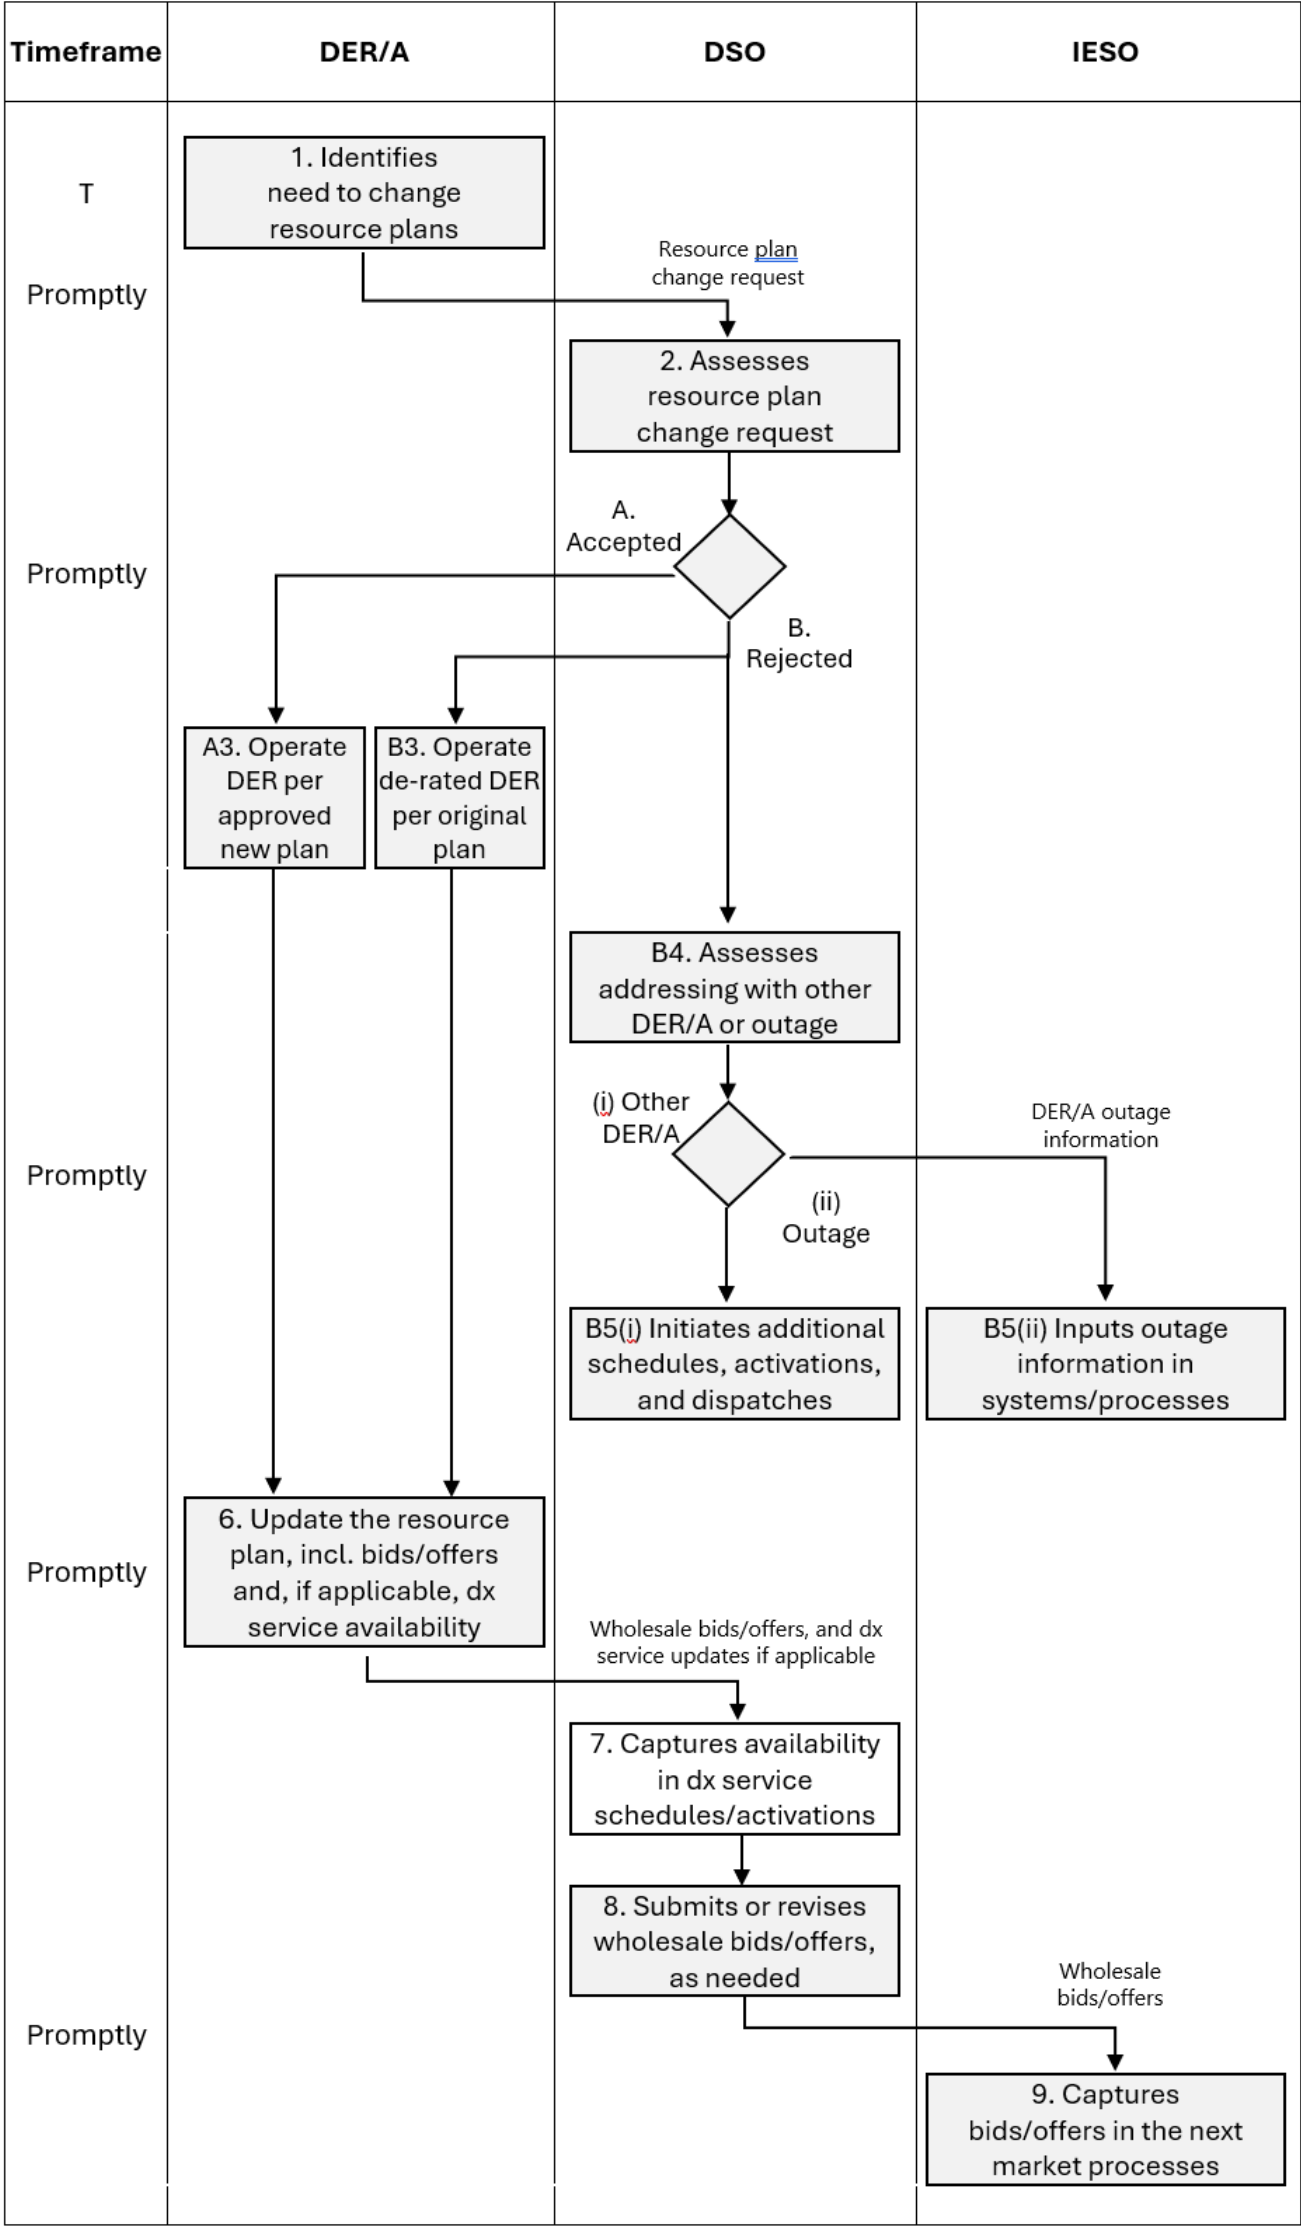 Timeframe
DER/A
DSO
IESO
T
1. Identifies
need to change
resource plans
Promptly
Resource plan
change request
2. Assesses
resource plan
change request
A.
Accepted
Promptly
B.
Rejected
A3. Operate
DER per
approved
new plan
B3. Operate
de-rated DER
per original
plan
B4. Assesses
addressing with other
DER/A or outage
(i) Other
DER/A
DER/A outage
information
Promptly
(ii)
Outage
B5(i) Initiates additional
schedules, activations,
and dispatches
B5(ii) Inputs outage
information in
systems/processes
Promptly
6. Update the resource
plan, incl. bids/offers
and, if applicable, dx
service availability
Wholesale bids/offers, and dx
service updates if applicable
7. Captures availability
in dx service
schedules/activations
8. Submits or revises
wholesale bids/offers,
as needed
Wholesale
bids/offers
Promptly
9. Captures
bids/offers in the next
market processes